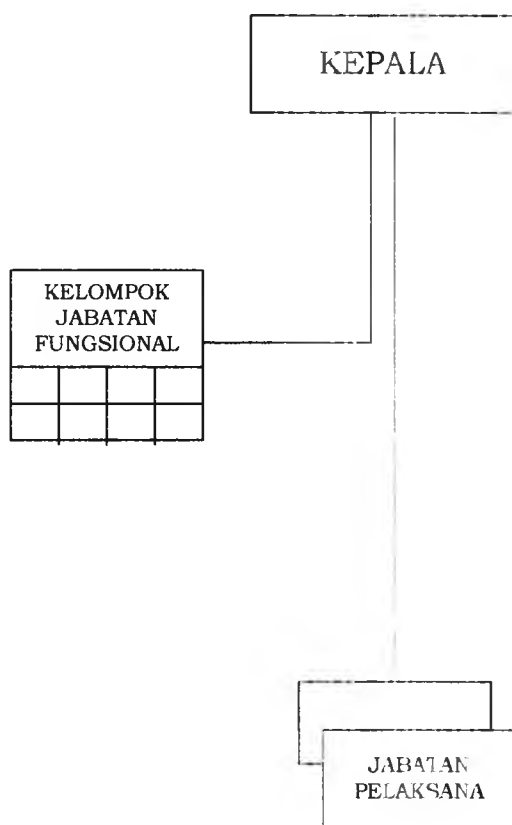 KEPALA
KELOMPOK
JABATAN
FUNGSIONAL
JABATAN
PELAKSANA